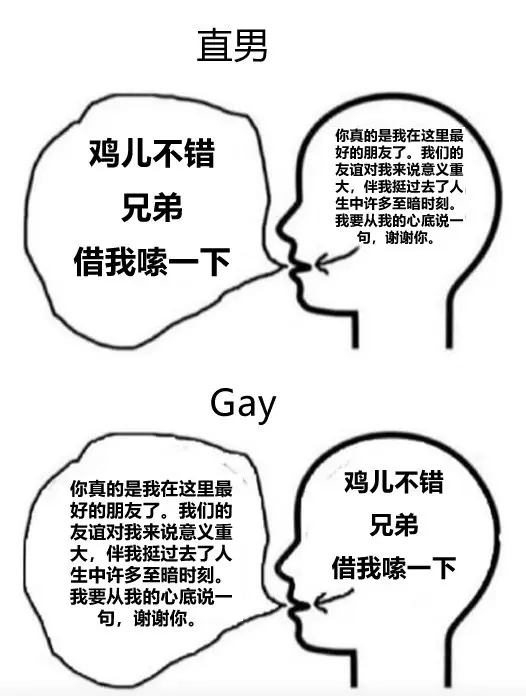 直男
鸡儿不错
兄弟
借我嗦一下
你真的是我在这里最
好的朋友了。我们的
友谊对我来说意义重
大，伴我挺过去了人
生中许多至暗时刻。
我要从我的心底说一
句，谢谢你。
Gay
你真的是我在这里最
好的朋友了。我们的
友谊对我来说意义重
大，伴我挺过去了人
生中许多至暗时刻。
我要从我的心底说一
句，谢谢你。
鸡儿不错
兄弟
借我嗦一下